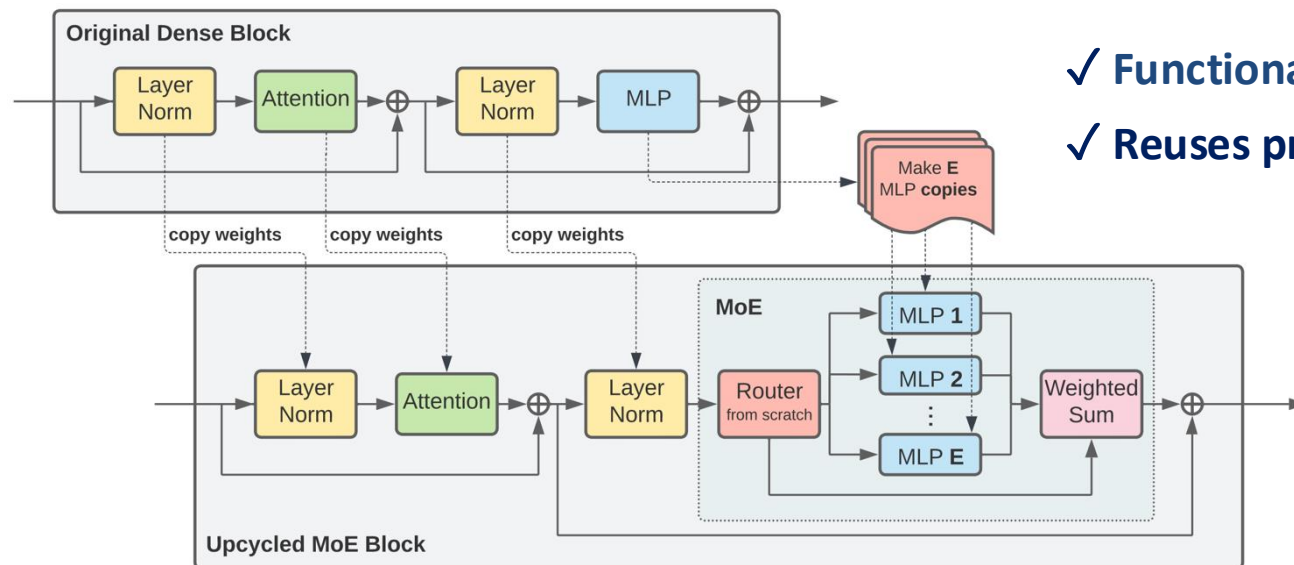 Original Dense Block
Layer
Norm
Attention
Layer
Norm
MLP
✓ Functiona
✓ Reuses pr
Make E
MLP copies
copy weights
copy weights
copy weights
MoE
MLP 1
Layer
Norm
Attention
Layer
Norm
Router
from scratch
MLP 2
⋮
MLP E
Weighted
Sum
Upcycled MoE Block